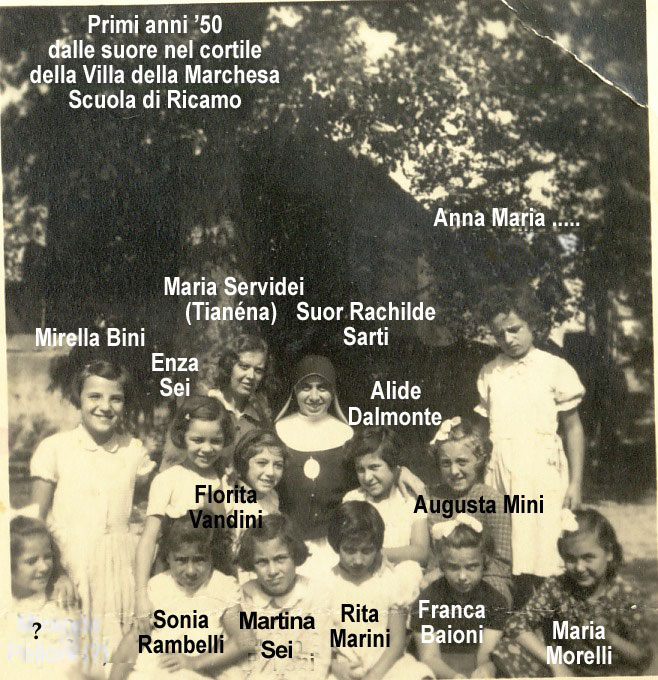 Primi anni '50
dalle suore nel cortile
della Villa della Marchesa
Scuola di Ricamo
Anna Maria .....
Maria Servidei
(Tianéna)
Suor Rachilde
Sarti
Mirella Bini
Enza
Sei
Alide
Dalmonte
Florita
Vandini
Augusta Mini
?
Sonia
Rambelli
Martina
Sei
Rita
Marini
Franca
Baioni
Maria
Morelli